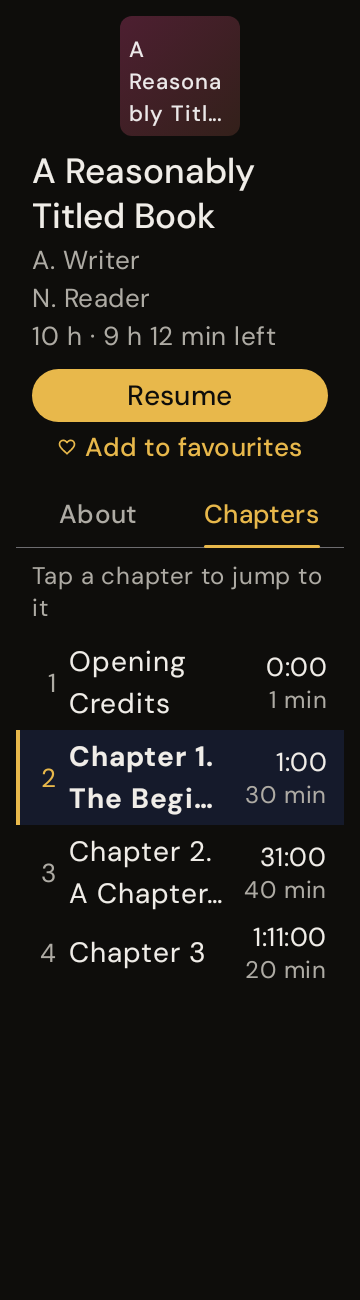 A
Reasona
bly Titl…
A Reasonably
Titled Book
A. Writer
N. Reader
10 h · 9 h 12 min left
Resume
Add to favourites
About
Chapters
Tap a chapter to jump to
it
1
Opening
Credits
0:00
1 min
2
Chapter 1.
The Begi…
1:00
30 min
3
Chapter 2.
A Chapter…
31:00
40 min
4
Chapter 3
1:11:00
20 min